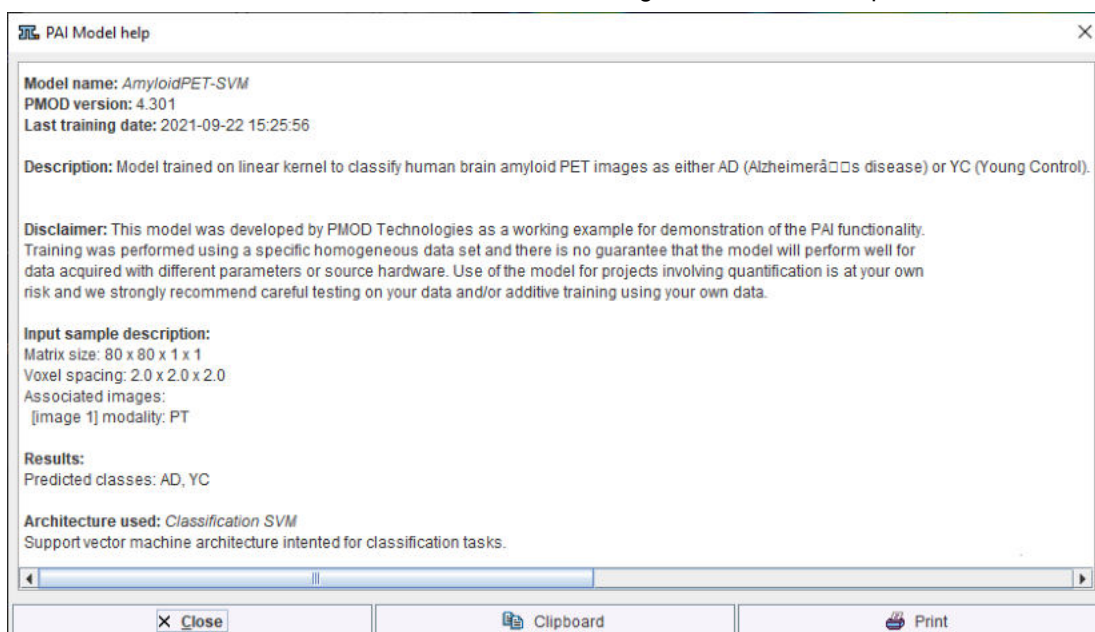 PAI Model help
Model name: AmyloidPET-SVM
PMOD version: 4.301
Last training date: 2021-09-22 15:25:56
Description: Model trained on linear kernel to classify human brain amyloid PET images as either AD (Alzheimerâ□□s disease) or YC (Young Control).
Disclaimer: This model was developed by PMOD Technologies as a working example for demonstration of the PAI functionality.
Training was performed using a specific homogeneous data set and there is no guarantee that the model will perform well for
data acquired with different parameters or source hardware. Use of the model for projects involving quantification is at your own
risk and we strongly recommend careful testing on your data and/or additive training using your own data.
Input sample description:
Matrix size: 80 x 80 x 1 x 1
Voxel spacing: 2.0 x 2.0 x 2.0
Associated images:
[image 1] modality: PT
Results:
Predicted classes: AD, YC
Architecture used: Classification SVM
Support vector machine architecture intented for classification tasks.
Close Clipboard Print